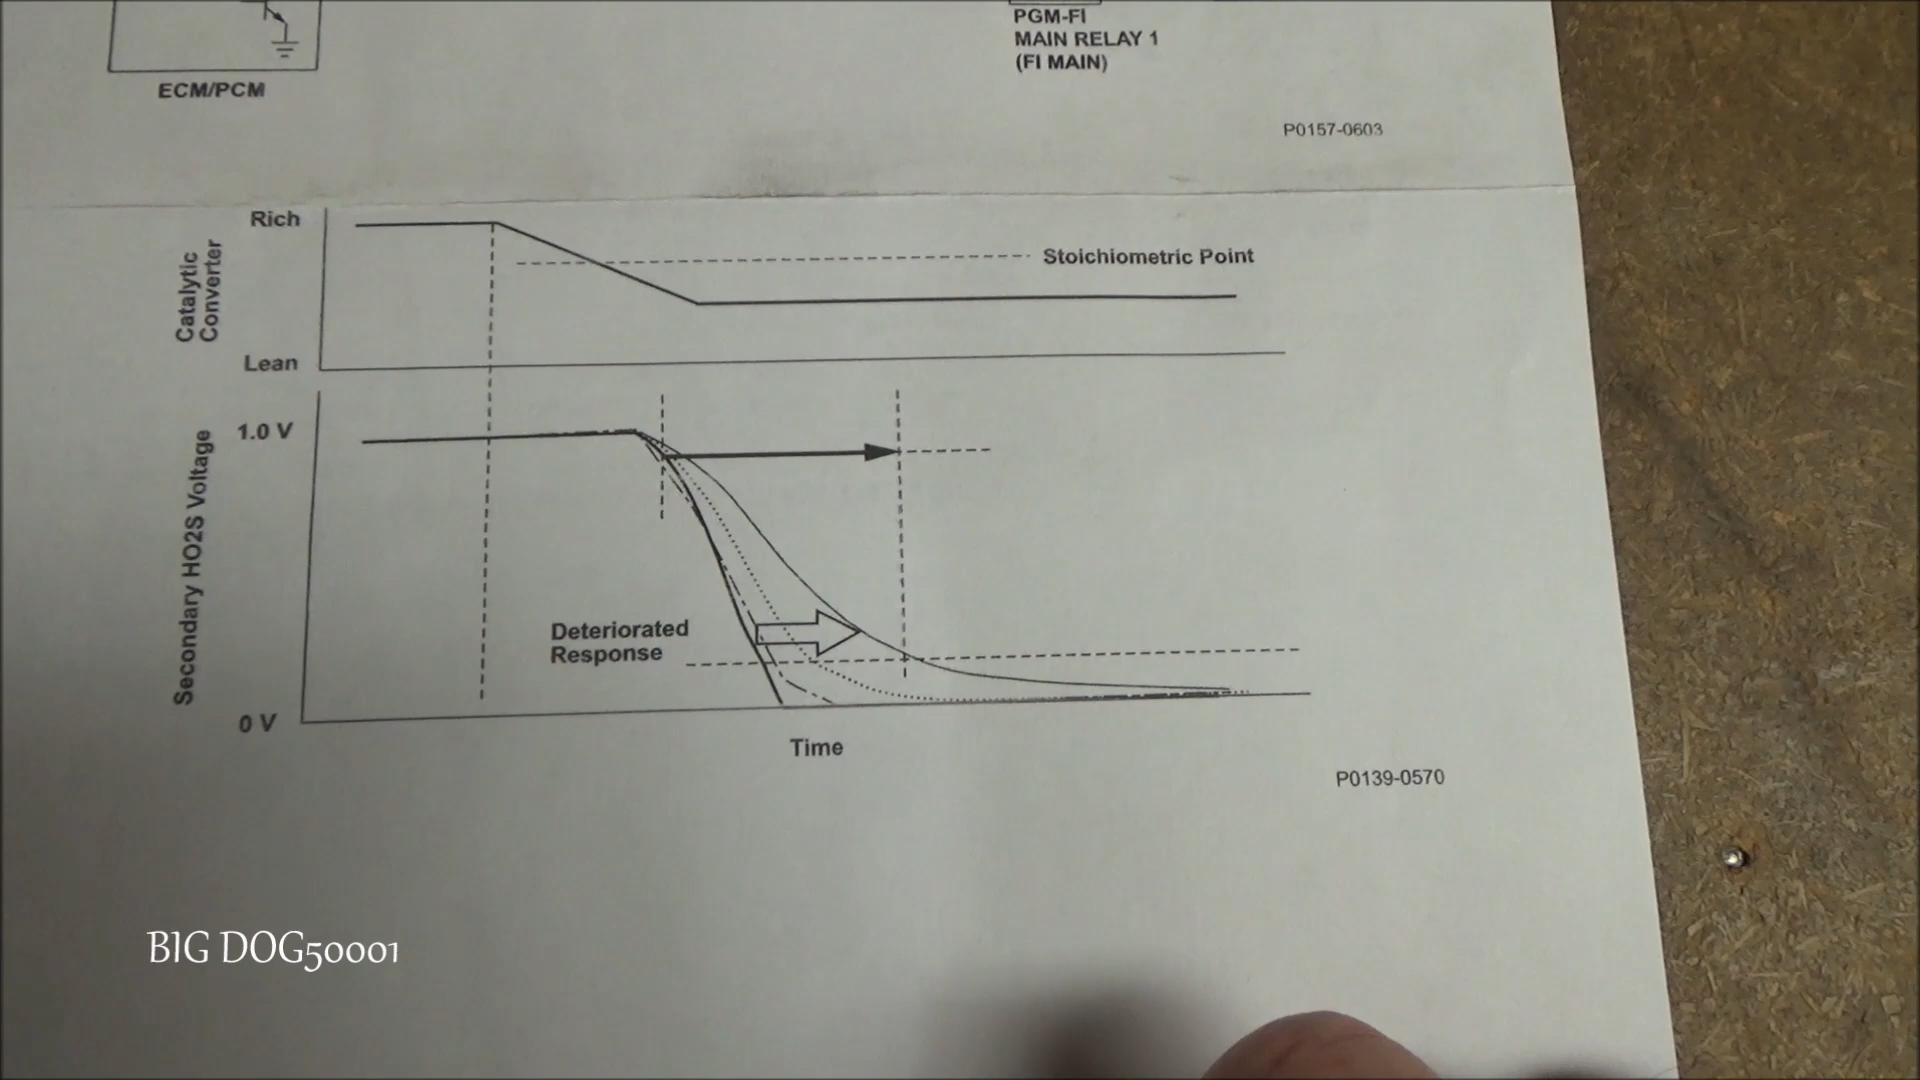 PGM-FI
MAIN RELAY 1
(FI MAIN)
ECM/PCM
P0157-0603
Rich
Stoichiometric Point
Catalytic
Converter
Lean
1.0 V
Secondary HO2S Voltage
Deteriorated
Response
0 V
Time
P0139-0570
BIG DOG50001